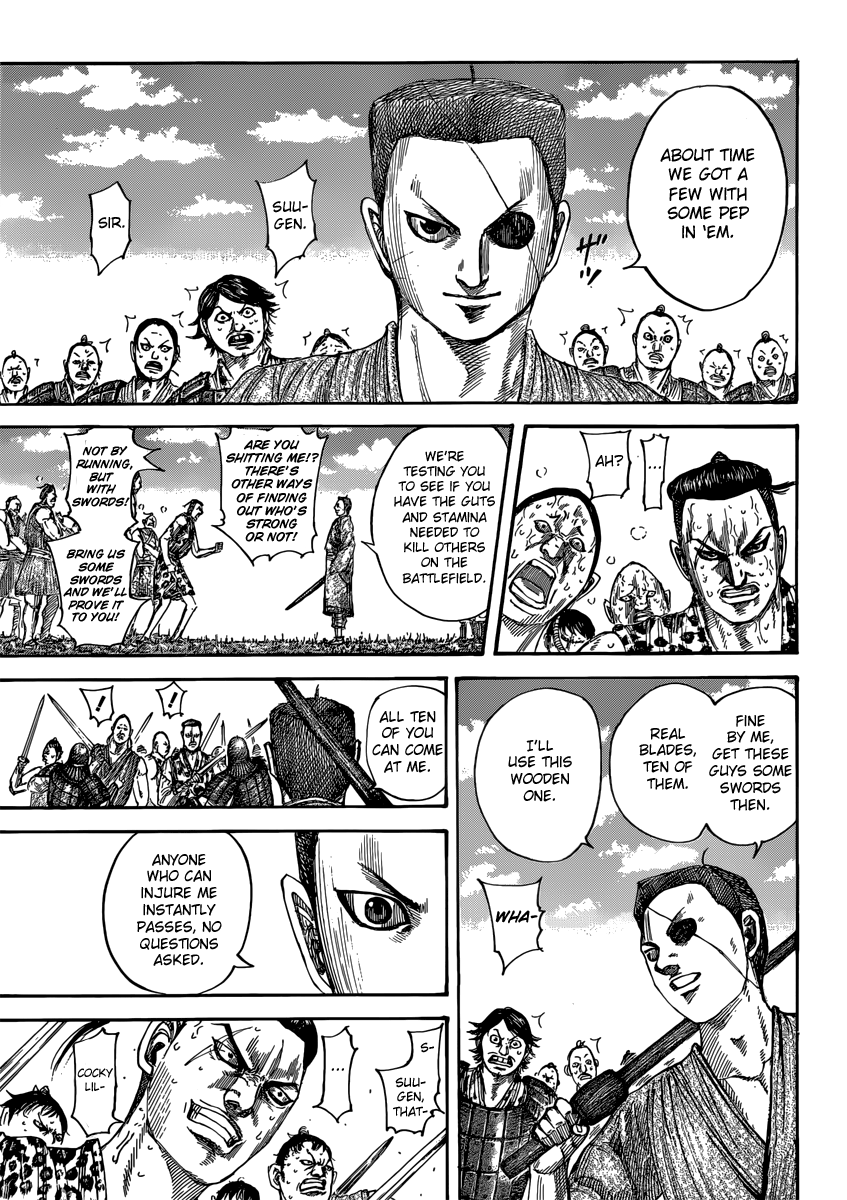 ABOUT TIME
WE GOT A
FEW WITH
SOME PEP
IN 'EM.
ザッ
SUU-
GEN.
SIR.
...
AH?
WE'RE
TESTING YOU
TO SEE IF YOU
HAVE THE GUTS
AND STAMINA
NEEDED TO
KILL OTHERS
ON THE
BATTLEFIELD.
ARE YOU
SHITTING ME!?
THERE'S
OTHER WAYS
OF FINDING
OUT WHO'S
STRONG
OR NOT!
NOT BY
RUNNING,
BUT
WITH
SWORDS!
BRING US
SOME
SWORDS
AND WE'LL
PROVE IT
TO YOU!
FINE
BY ME,
GET THESE
GUYS SOME
SWORDS
THEN.
REAL
BLADES,
TEN OF
THEM.
I'LL
USE THIS
WOODEN
ONE.
WHA-
ALL TEN
OF YOU
CAN COME
AT ME.
!
!
ANYONE
WHO CAN
INJURE ME
INSTANTLY
PASSES, NO
QUESTIONS
ASKED.
S-
SUU-
GEN,
THAT-
...
COCKY
LIL-